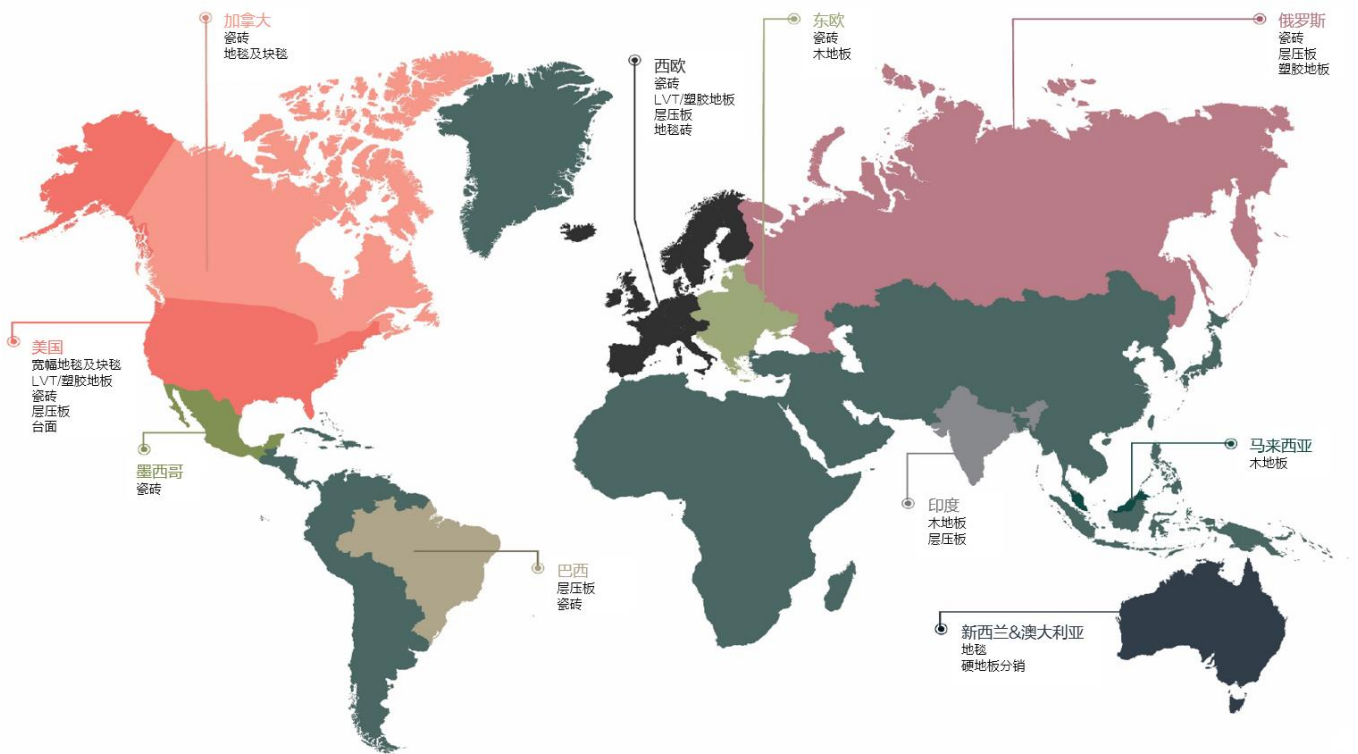 加拿大
瓷砖
地毯及块毯
西欧
瓷砖
LVT/塑胶地板
层压板
地毯砖
东欧
瓷砖
木地板
俄罗斯
瓷砖
层压板
塑胶地板
美国
宽幅地毯及块毯
LVT/塑胶地板
瓷砖
层压板
台面
墨西哥
瓷砖
巴西
层压板
瓷砖
印度
木地板
层压板
马来西亚
木地板
新西兰&澳大利亚
地毯
硬地板分销